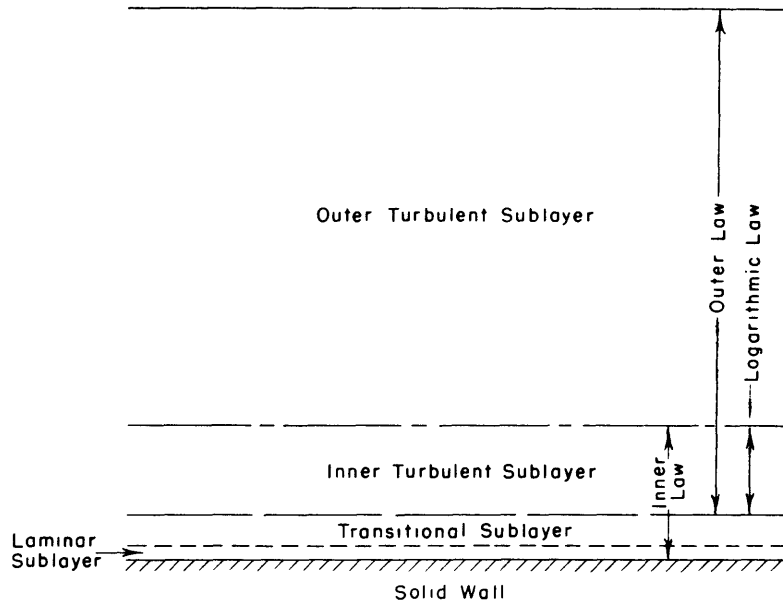 Outer Turbulent Sublayer
Outer Law
Logarithmic Law
Inner Turbulent Sublayer
Inner
Law
Transitional Sublayer
Laminar
Sublayer
Solid Wall